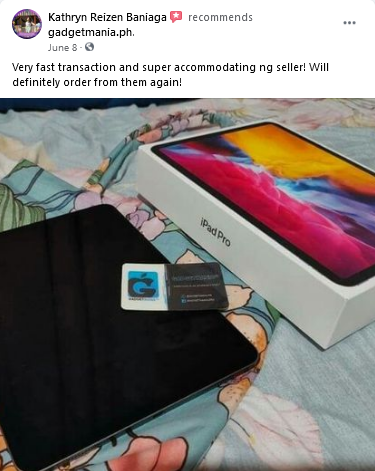 Kathryn Reizen Baniaga recommends
gadgetmania.ph.
June 8 ·
Very fast transaction and super accommodating ng seller! Will
definitely order from them again!
iPad Pro
G